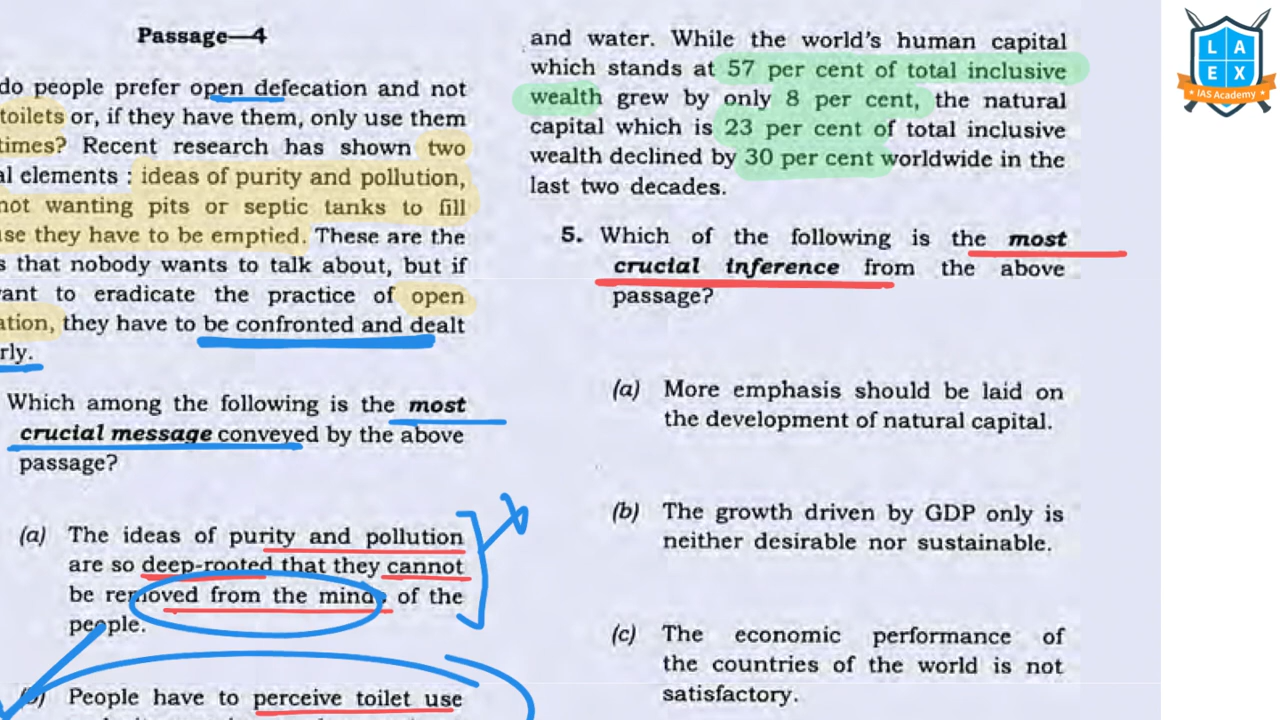 Passage—4
do people prefer open defecation and not
toilets or, if they have them, only use them
times? Recent research has shown two
al elements : ideas of purity and pollution,
not wanting pits or septic tanks to fill
se they have to be emptied. These are the
s that nobody wants to talk about, but if
ant to eradicate the practice of open
ation, they have to be confronted and dealt
rly.
Which among the following is the most
crucial message conveyed by the above
passage?
(a) The ideas of purity and pollution
are so deep-rooted that they cannot
be removed from the minds of the
people.
(b) People have to perceive toilet use
and water. While the world's human capital
which stands at 57 per cent of total inclusive
wealth grew by only 8 per cent, the natural
capital which is 23 per cent of total inclusive
wealth declined by 30 per cent worldwide in the
last two decades.
5. Which of the following is the most
crucial inference from the above
passage?
(a) More emphasis should be laid on
the development of natural capital.
(b) The growth driven by GDP only is
neither desirable nor sustainable.
(c) The economic performance of
the countries of the world is not
satisfactory.
L A
E X
IAS Academy